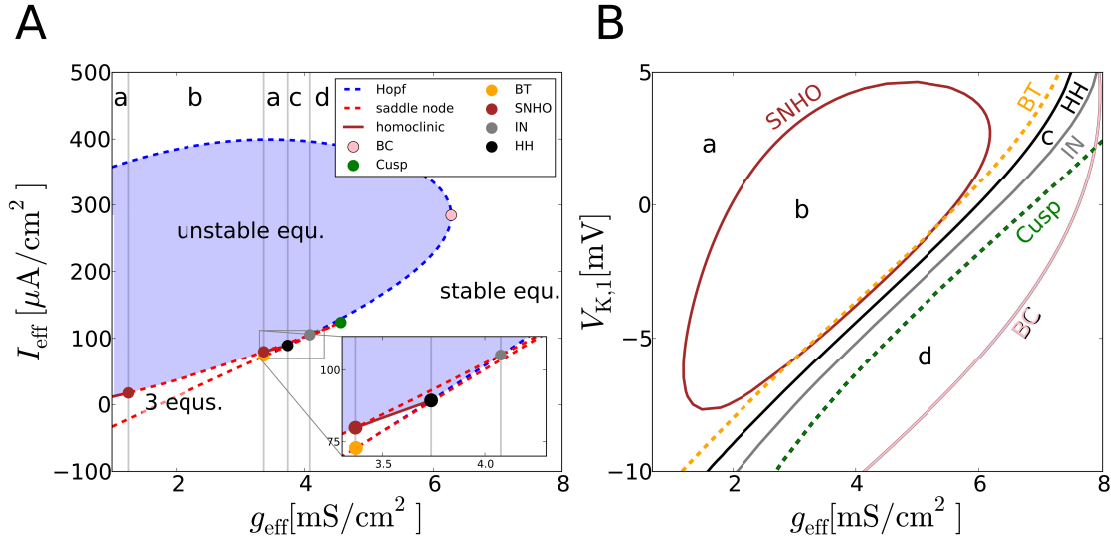 A
B
500
400
300
200
100
0
−100
a
b
a
c
d
Hopf
saddle node
homoclinic
BC
Cusp
BT
SNHO
IN
HH
unstable equ.
stable equ.
3 equs.
100
75
3.5
4.0
2
4
6
8
I_eff [μA/cm²]
g_eff[mS/cm² ]
5
0
−5
−10
SNHO
BT
HH
IN
Cusp
BC
a
b
c
d
2
4
6
8
V_K,1[mV]
g_eff[mS/cm² ]